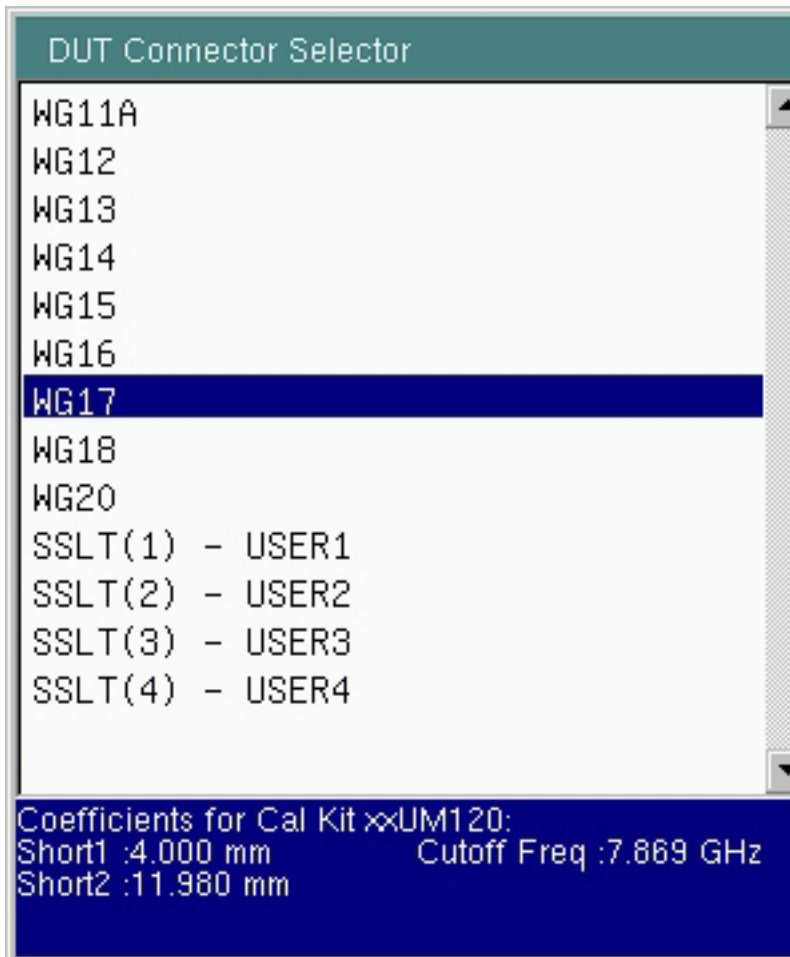 DUT Connector Selector
WG11A
WG12
WG13
WG14
WG15
WG16
WG17
WG18
WG20
SSLT(1) – USER1
SSLT(2) – USER2
SSLT(3) – USER3
SSLT(4) – USER4
Coefficients for Cal Kit xxUM120:
Short1 :4.000 mm Cutoff Freq :7.869 GHz
Short2 :11.980 mm